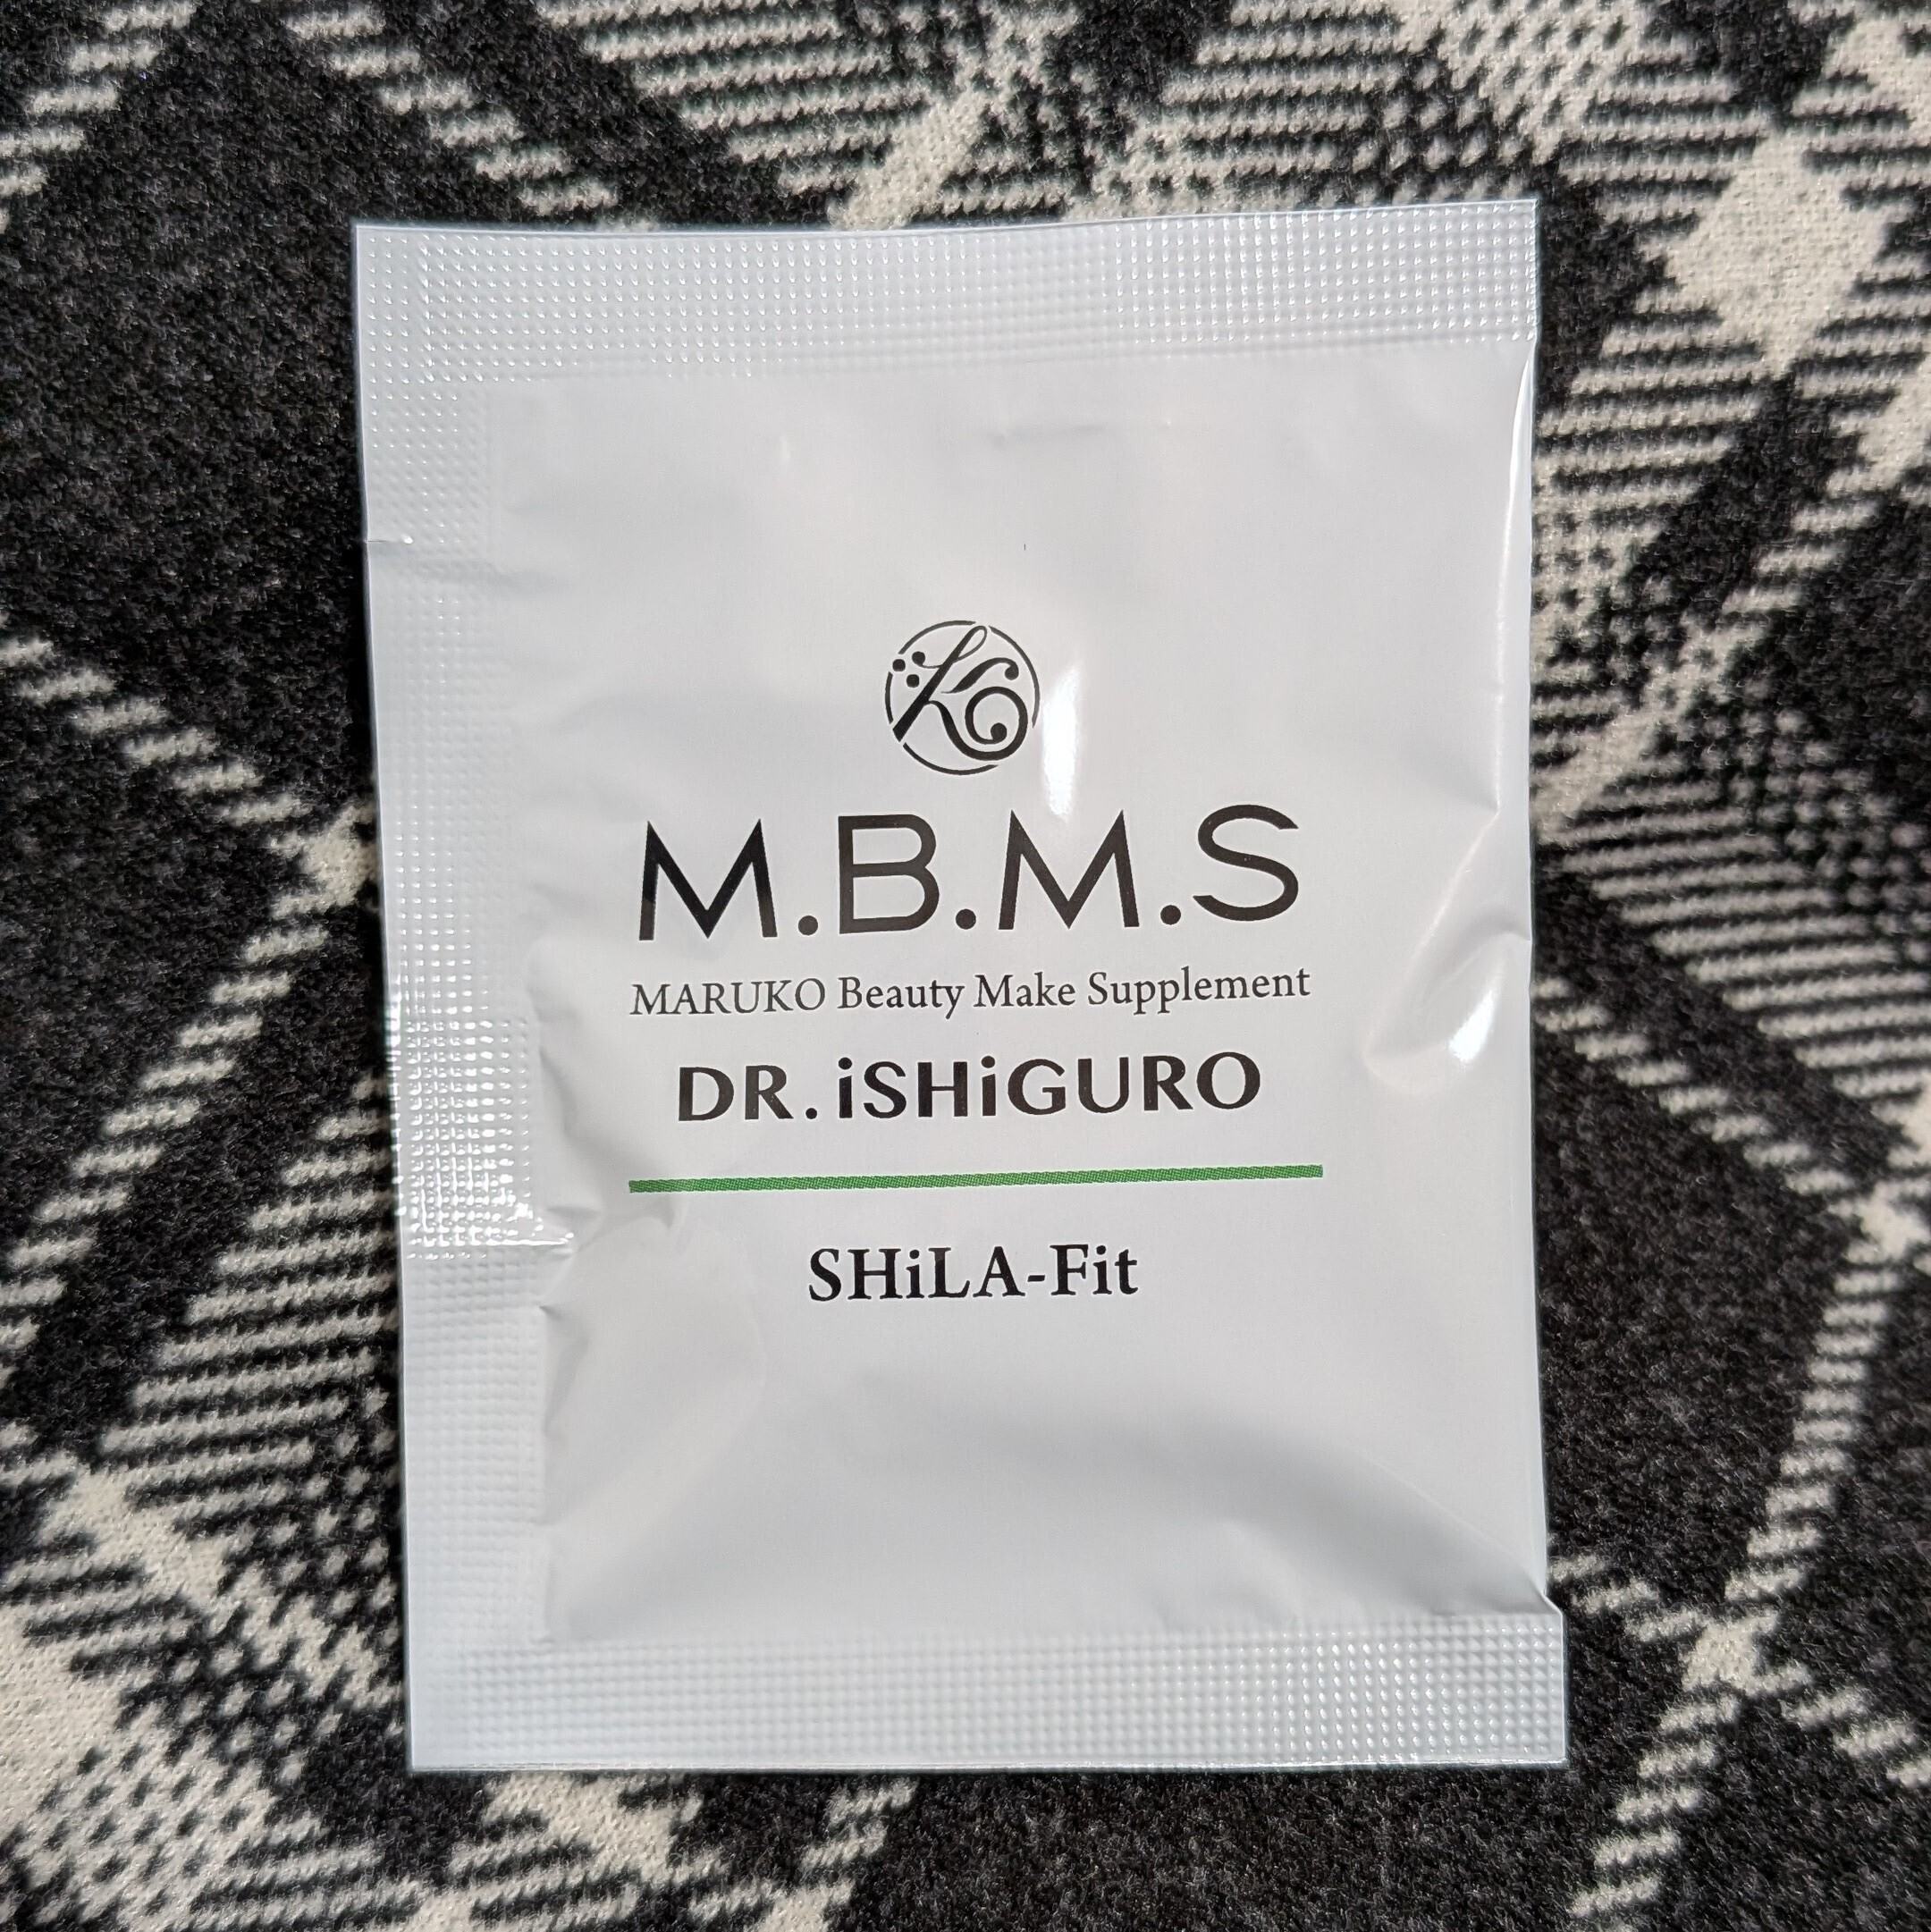 M.B.M.S
MARUKO Beauty Make Supplement
DR.iSHiGURO
SHiLA-Fit